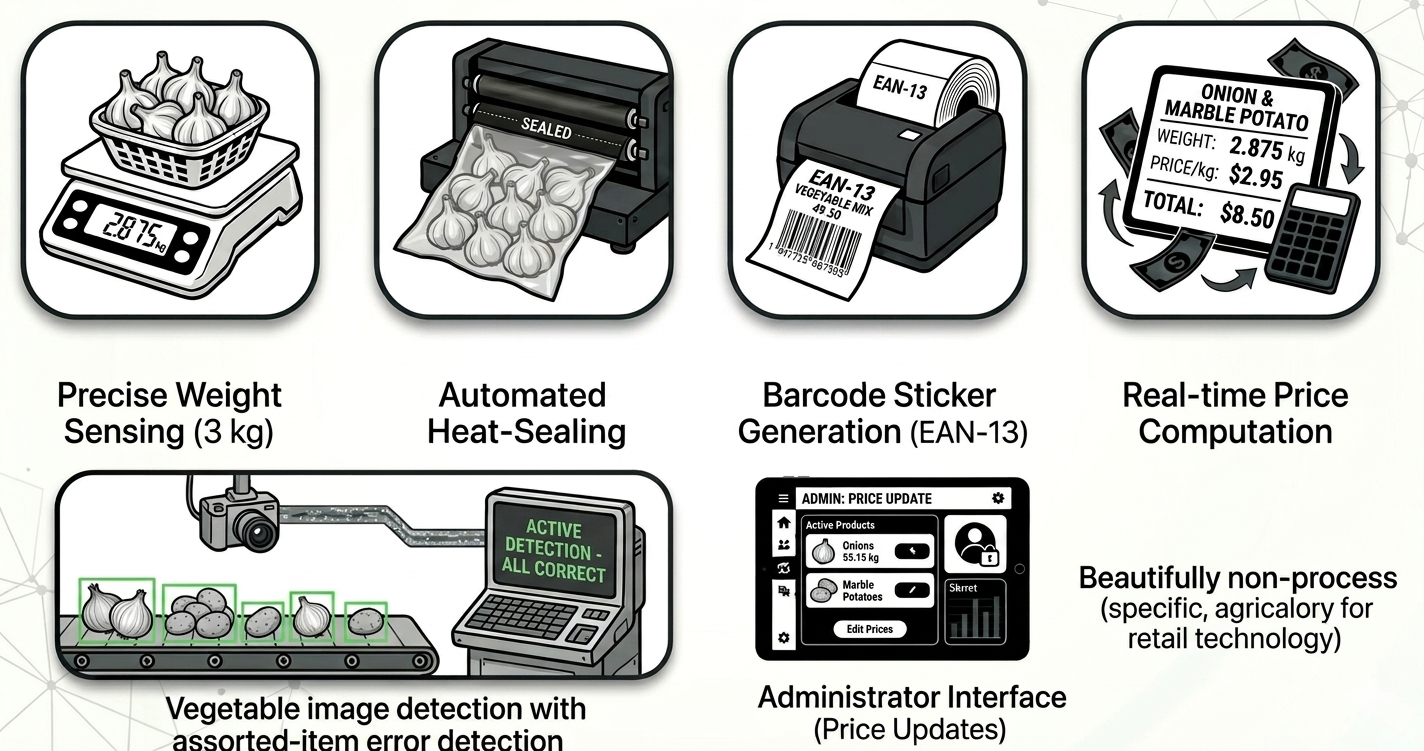 2.875 kg
SEALED
EAN-13
EAN-13
VEGEYABLE MIX
49.50
ONION &
MARBLE POTATO
WEIGHT: 2.875 kg
PRICE/kg: $2.95
TOTAL: $8.50
Precise Weight
Sensing (3 kg)
Automated
Heat-Sealing
Barcode Sticker
Generation (EAN-13)
Real-time Price
Computation
ACTIVE
DETECTION -
ALL CORRECT
ADMIN: PRICE UPDATE
Active Products
Onions
55.15 kg
Marble
Potatoes
Edit Prices
Skrret
Beautifully non-process
(specific, agricalory for
retail technology)
Vegetable image detection with
assorted-item error detection
Administrator Interface
(Price Updates)